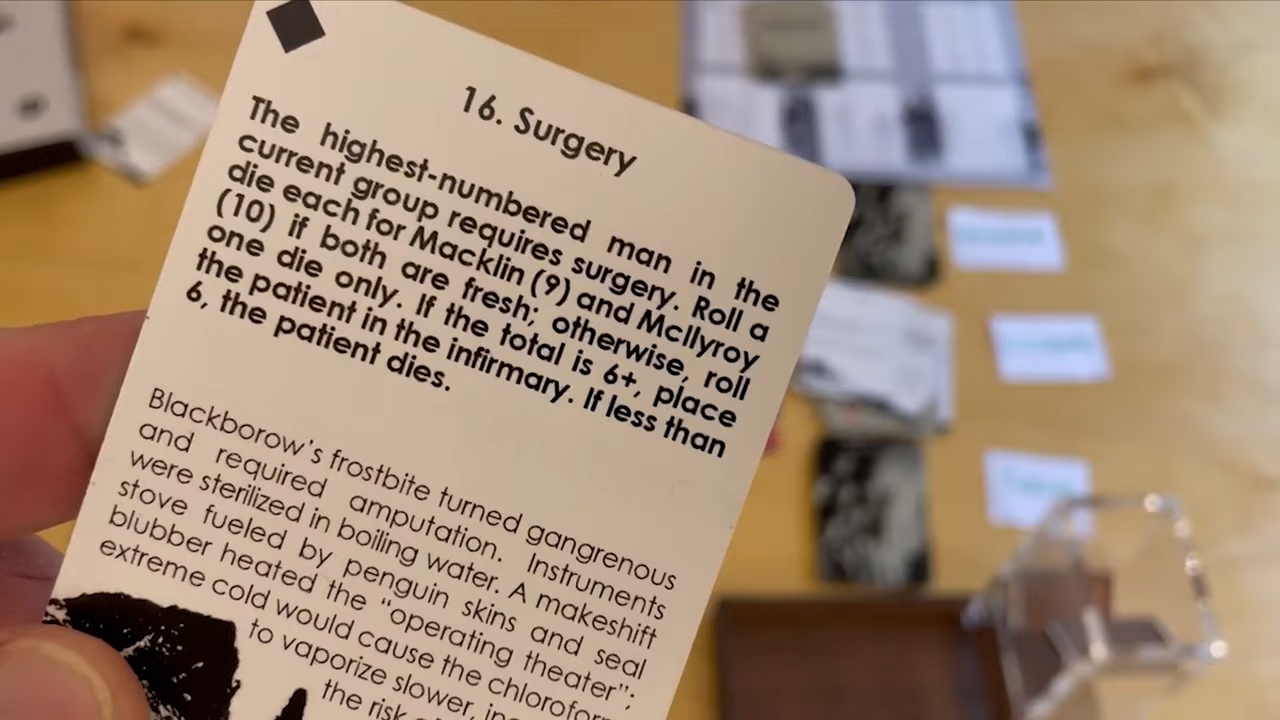 16. Surgery
The highest-numbered man in the
current group requires surgery. Roll a
die each for Macklin (9) and McIlyroy
(10) if both are fresh; otherwise, roll
one die only. If the total is 6+, place
the patient in the infirmary. If less than
6, the patient dies.
Blackborow's frostbite turned gangrenous
and required amputation. Instruments
were sterilized in boiling water. A makeshift
stove fueled by penguin skins and seal
blubber heated the "operating theater";
extreme cold would cause the chloroform
to vaporize slower,
the risk